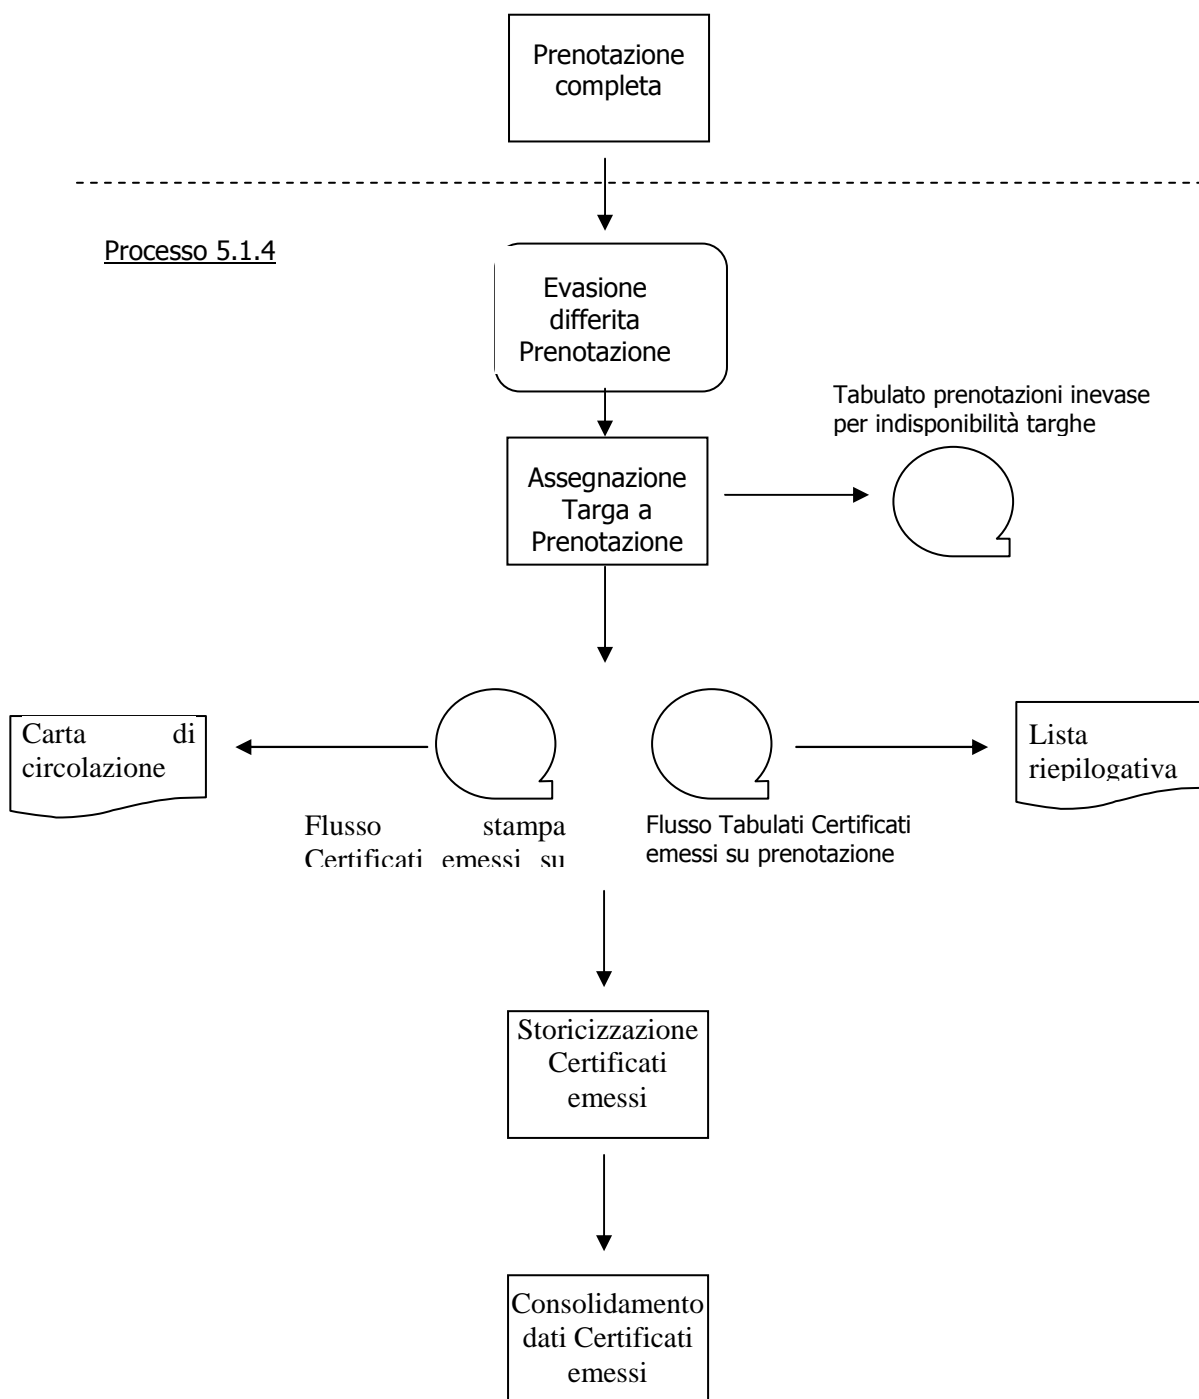 Prenotazione
completa
Processo 5.1.4
Evasione
differita
Prenotazione
Tabulato prenotazioni inevase
per indisponibilità targhe
Assegnazione
Targa a
Prenotazione
Carta di
circolazione
Lista
riepilogativa
Flusso stampa
Certificati emessi su
Flusso Tabulati Certificati
emessi su prenotazione
Storicizzazione
Certificati
emessi
Consolidamento
dati Certificati
emessi